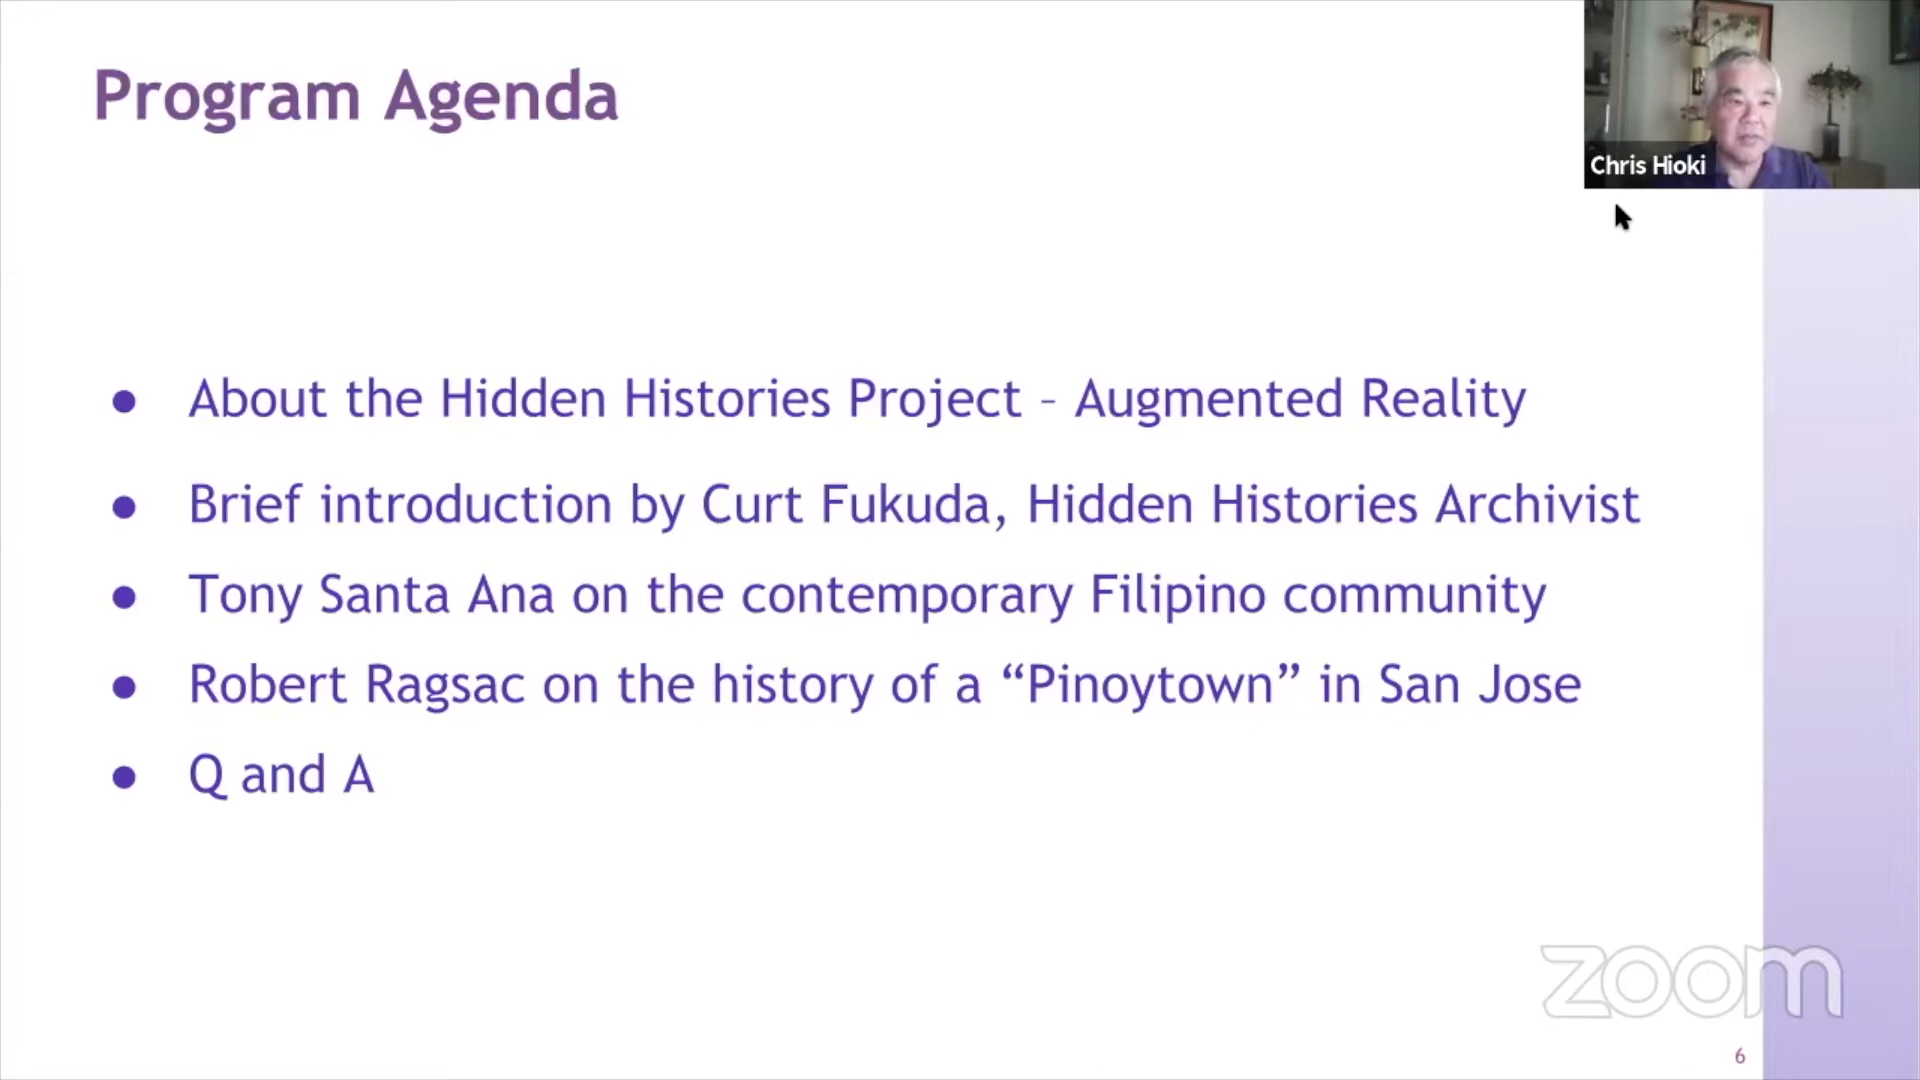 Program Agenda
Chris Hioki
● About the Hidden Histories Project – Augmented Reality
● Brief introduction by Curt Fukuda, Hidden Histories Archivist
● Tony Santa Ana on the contemporary Filipino community
● Robert Ragsac on the history of a “Pinoytown” in San Jose
● Q and A
zoom
6